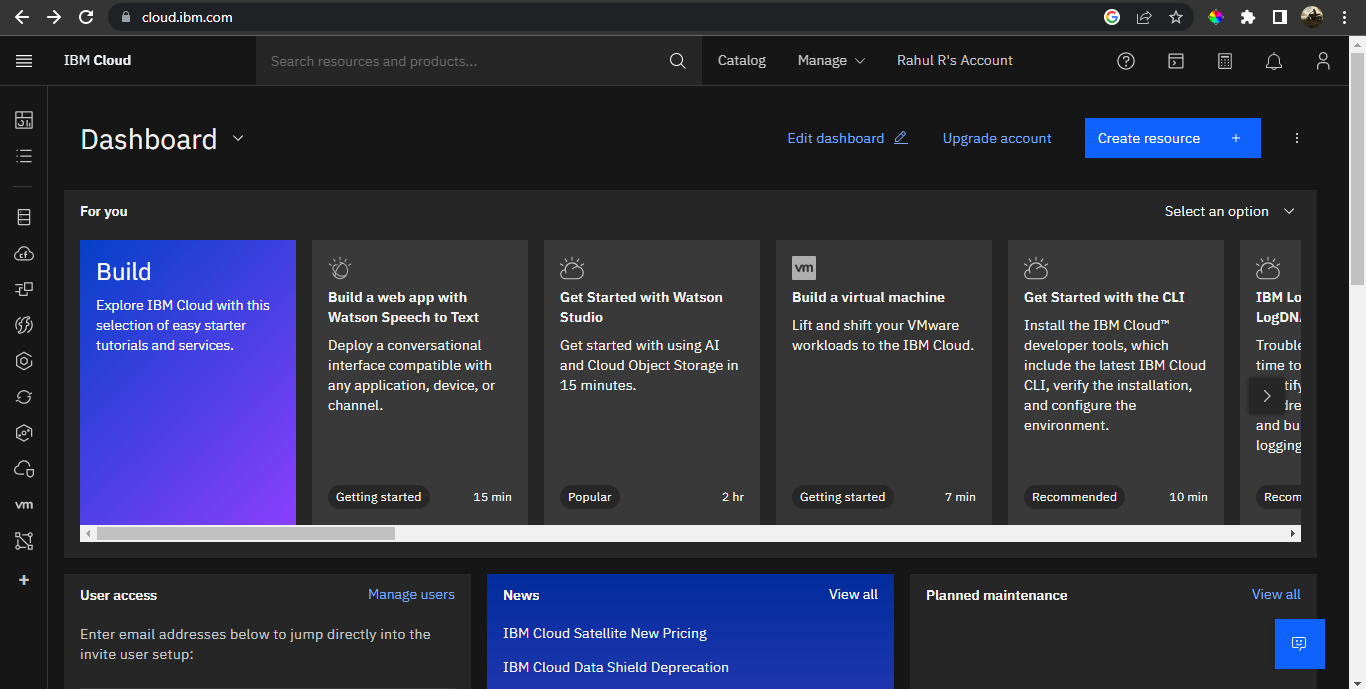 cloud.ibm.com
IBM Cloud
Search resources and products...
Catalog
Manage
Rahul R's Account
Dashboard
Edit dashboard
Upgrade account
Create resource +
For you
Select an option
Build
Explore IBM Cloud with this
selection of easy starter
tutorials and services.
Build a web app with
Watson Speech to Text
Deploy a conversational
interface compatible with
any application, device, or
channel.
Getting started
15 min
Get Started with Watson
Studio
Get started with using AI
and Cloud Object Storage in
15 minutes.
Popular
2 hr
vm
Build a virtual machine
Lift and shift your VMware
workloads to the IBM Cloud.
Getting started
7 min
Get Started with the CLI
Install the IBM Cloud™
developer tools, which
include the latest IBM Cloud
CLI, verify the installation,
and configure the
environment.
Recommended
10 min
IBM Lo
LogDN
Trouble
time to
tify
dre
and bu
logging
Recom
cf
vm
User access
Manage users
Enter email addresses below to jump directly into the
invite user setup:
News
View all
IBM Cloud Satellite New Pricing
IBM Cloud Data Shield Deprecation
Planned maintenance
View all